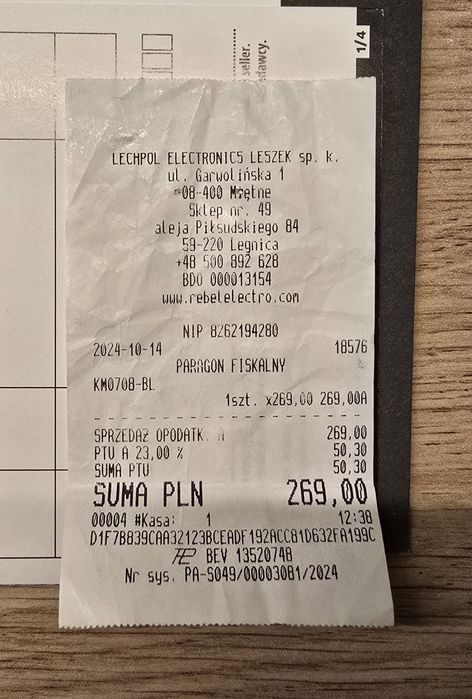 1/4
seller.
dawcy.
LECHPOL ELECTRONICS LESZEK sp. k.
ul. Garwolińska 1
08-400 Miętne
Sklep nr. 49
aleja Piłsudskiego 84
59-220 Legnica
+48 500 892 628
BDO 000013154
www.rebelelectro.com
NIP 8262194280
2024-10-14 18576
PARAGON FISKALNY
KM0708-BL
1szt. x269,00 269,00A
SPRZEDAŻ OPODATK. A 269,00
PTU A 23,00 % 50,30
SUMA PTU 50,30
SUMA PLN 269,00
00004 #Kasa: 1 12:38
D1F7B839CAA32123BCEADF192ACC81D632FA199C
BEV 13520748
Nr sys. PA-S049/00003081/2024